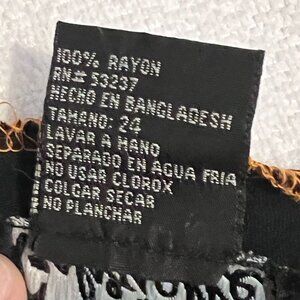 100% RAYON
RN# 53237
HECHO EN BANGLADESH
TAMANO: 24
LAVAR A MANO
SEPARADO EN AGUA FRIA
NO USAR CLOROX
COLGAR SECAR
NO PLANCHAR